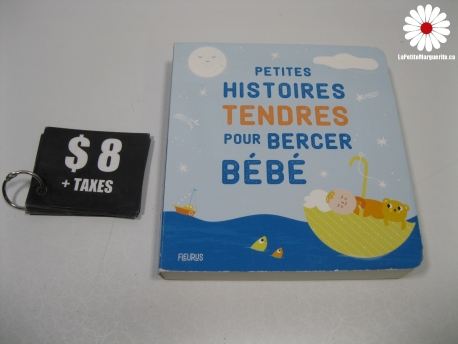 LaPetiteMarguerite.ca
PETITES
HISTOIRES
TENDRES
POUR BERCER
BÉBÉ
FLEURUS
$8
+ TAXES